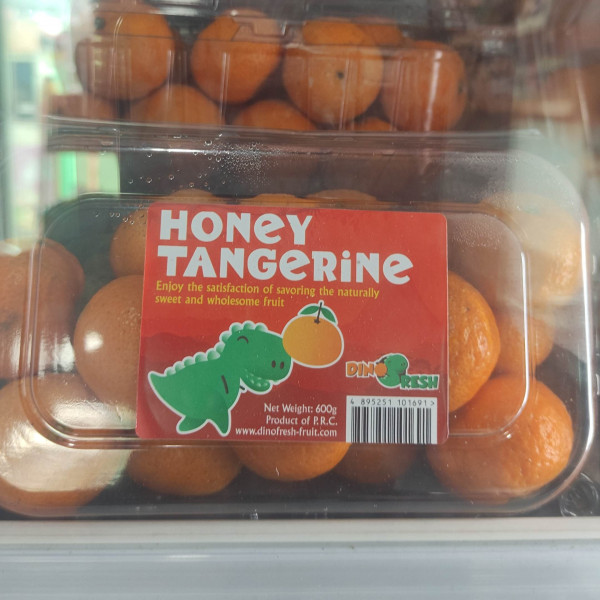 HONEY
TANGERINE
Enjoy the satisfaction of savoring the naturally
sweet and wholesome fruit
DINO
FRESH
Net Weight: 600g
Product of P.R.C.
www.dinofresh-fruit.com
4 895251 101691 >